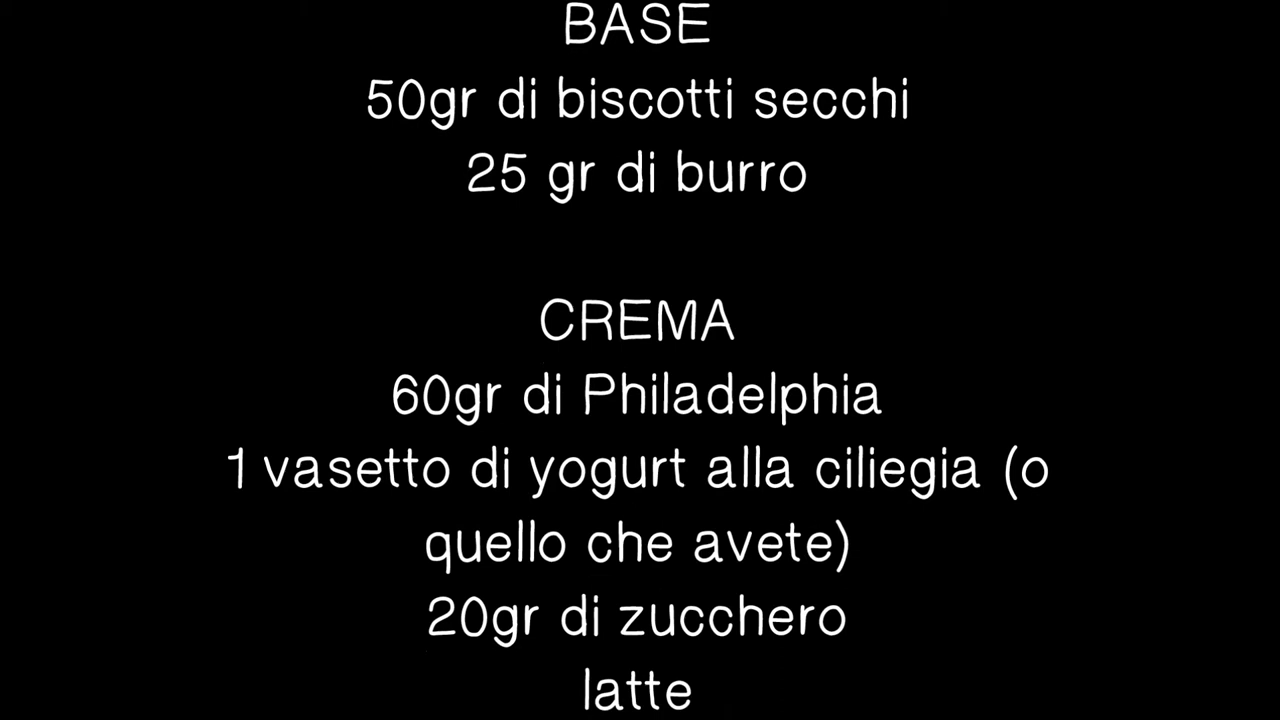 BASE
50gr di biscotti secchi
25 gr di burro
CREMA
60gr di Philadelphia
1 vasetto di yogurt alla ciliegia (o
quello che avete)
20gr di zucchero
latte